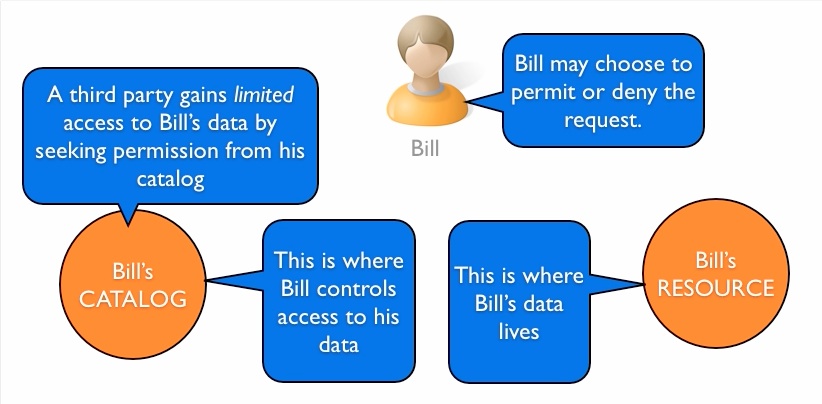 A third party gains limited
access to Bill's data by
seeking permission from his
catalog
Bill may choose to
permit or deny the
request.
Bill
Bill's
CATALOG
This is where
Bill controls
access to his
data
This is where
Bill's data
lives
Bill's
RESOURCE